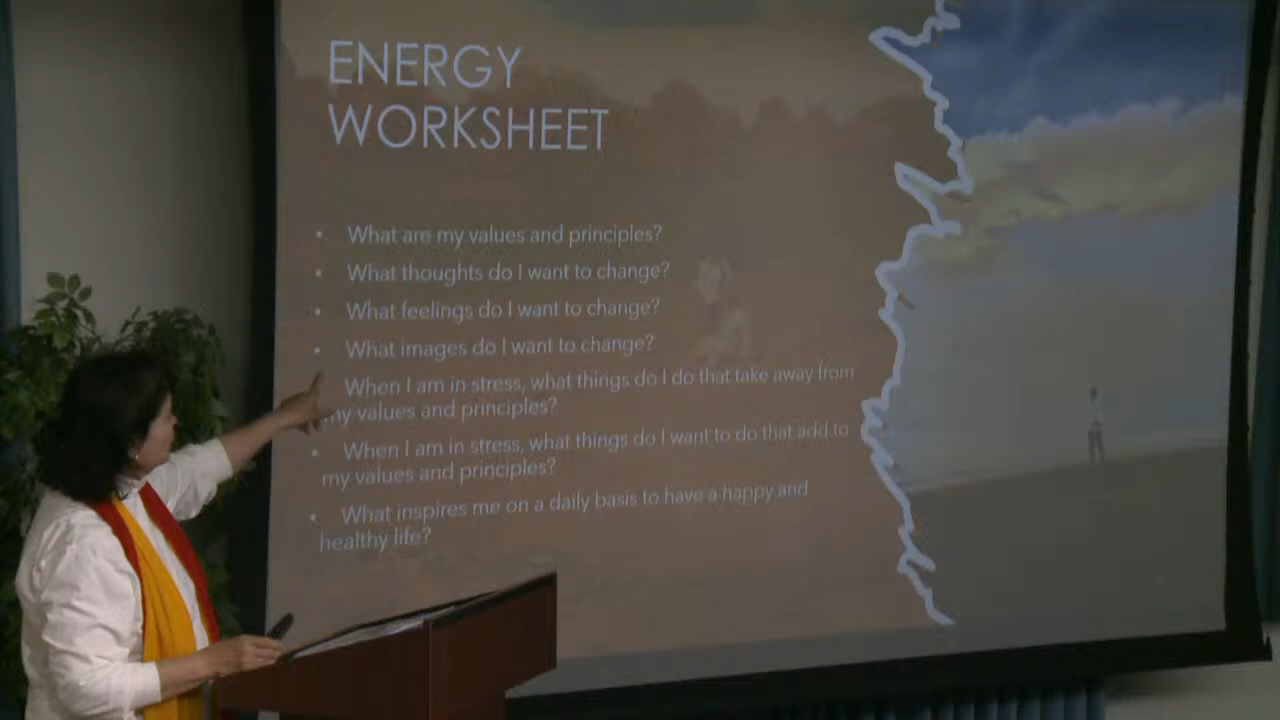 ENERGY
WORKSHEET
• What are my values and principles?
• What thoughts do I want to change?
• What feelings do I want to change?
• What images do I want to change?
When I am in stress, what things do I do that take away from
my values and principles?
• When I am in stress, what things do I want to do that add to
my values and principles?
• What inspires me on a daily basis to have a happy and
healthy life?